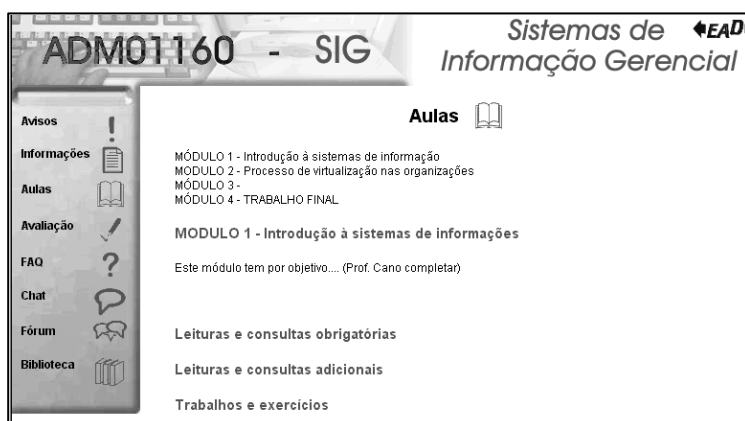 ADM01160 - SIG
Sistemas de
Informação Gerencial
EAD
Avisos
Informações
Aulas
Avaliação
FAQ
Chat
Fórum
Biblioteca
Aulas
MÓDULO 1 - Introdução à sistemas de informação
MODULO 2 - Processo de virtualização nas organizações
MÓDULO 3 -
MÓDULO 4 - TRABALHO FINAL
MODULO 1 - Introdução à sistemas de informações
Este módulo tem por objetivo.... (Prof. Cano completar)
Leituras e consultas obrigatórias
Leituras e consultas adicionais
Trabalhos e exercícios